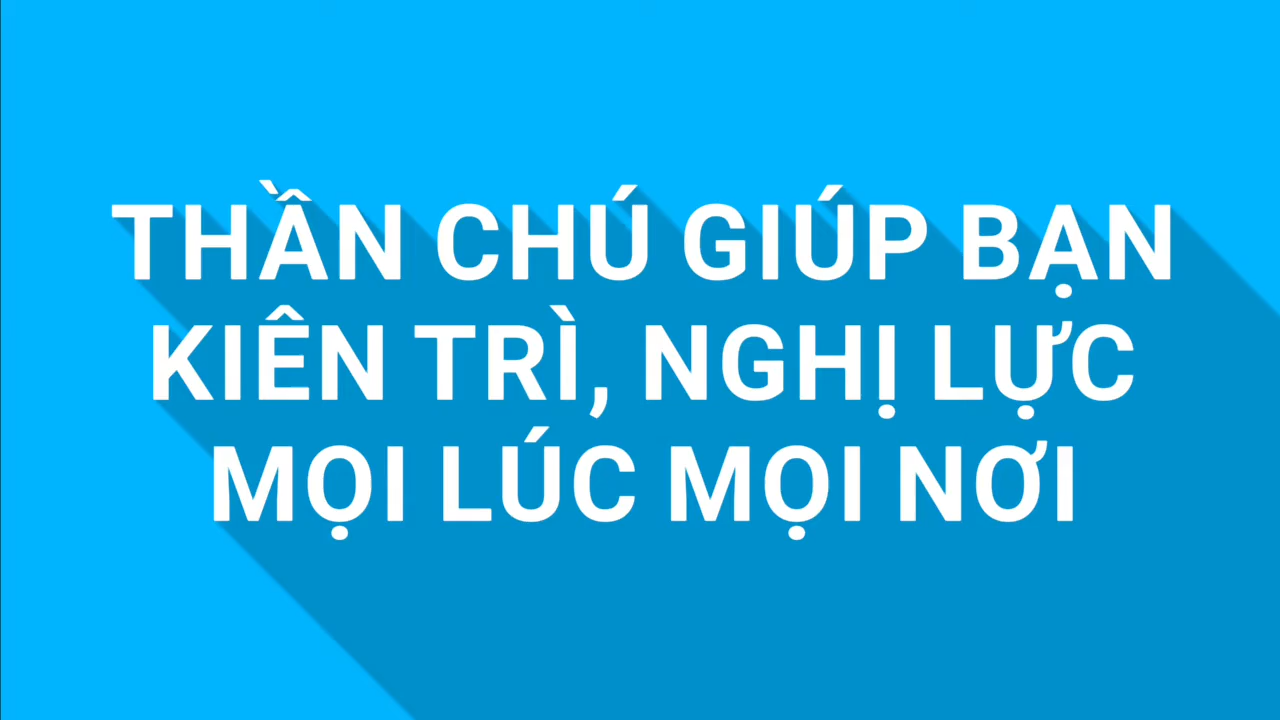 THẦN CHÚ GIÚP BẠN
KIÊN TRÌ, NGHỊ LỰC
MỌI LÚC MỌI NƠI